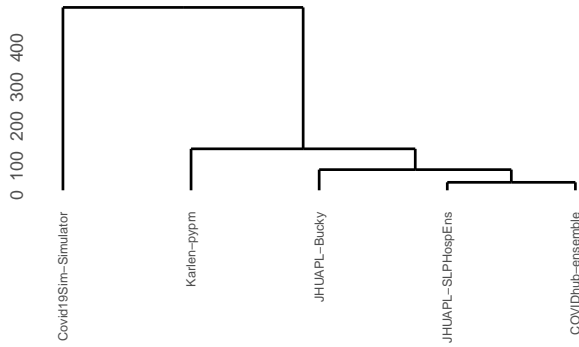 0 100 200 300 400
Covid19Sim−Simulator
Karlen−pypm
JHUAPL−Bucky
JHUAPL−SLPHospEns
COVIDhub−ensemble